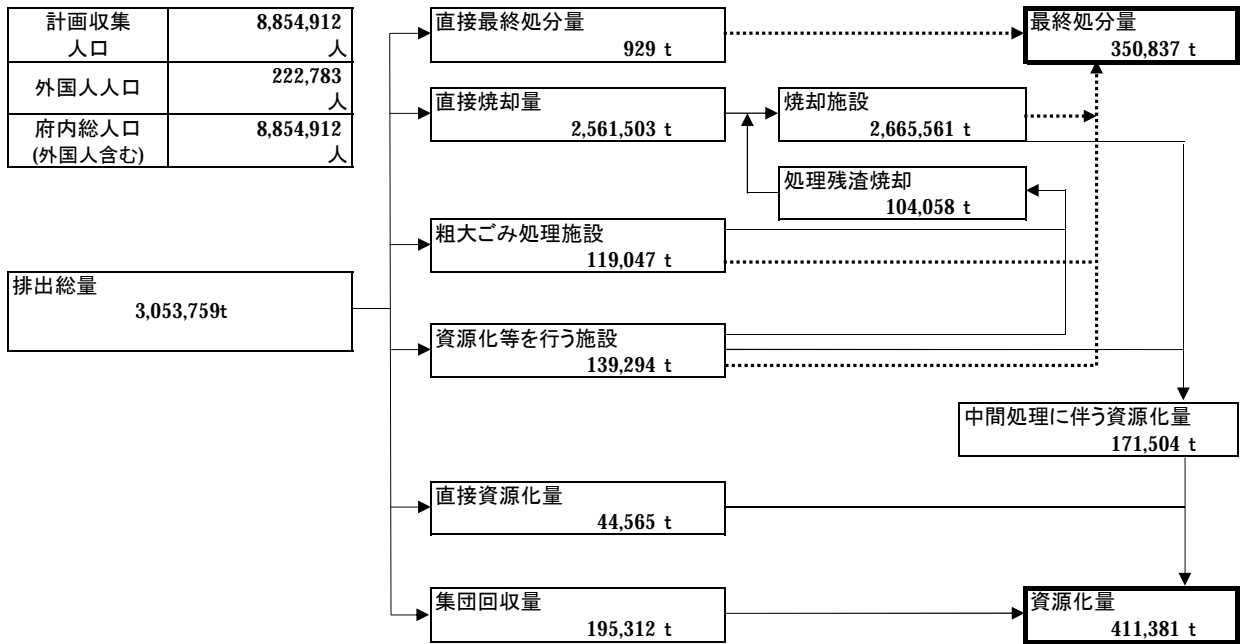 計画収集
人口
8,854,912
人
外国人人口
222,783
人
府内総人口
(外国人含む)
8,854,912
人
排出総量
3,053,759t
直接最終処分量
929 t
直接焼却量
2,561,503 t
粗大ごみ処理施設
119,047 t
資源化等を行う施設
139,294 t
直接資源化量
44,565 t
集団回収量
195,312 t
焼却施設
2,665,561 t
処理残渣焼却
104,058 t
最終処分量
350,837 t
中間処理に伴う資源化量
171,504 t
資源化量
411,381 t